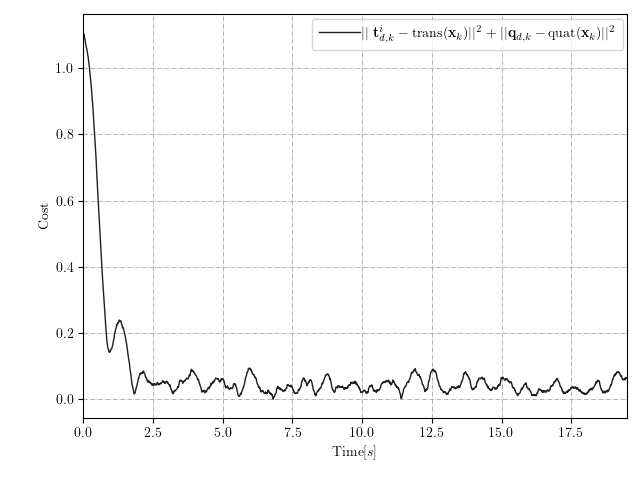 || t^i_{d,k} − trans(x_k)||² + ||q_{d,k} − quat(x_k)||²
1.0
0.8
0.6
0.4
0.2
0.0
Cost
0.0 2.5 5.0 7.5 10.0 12.5 15.0 17.5
Time[s]